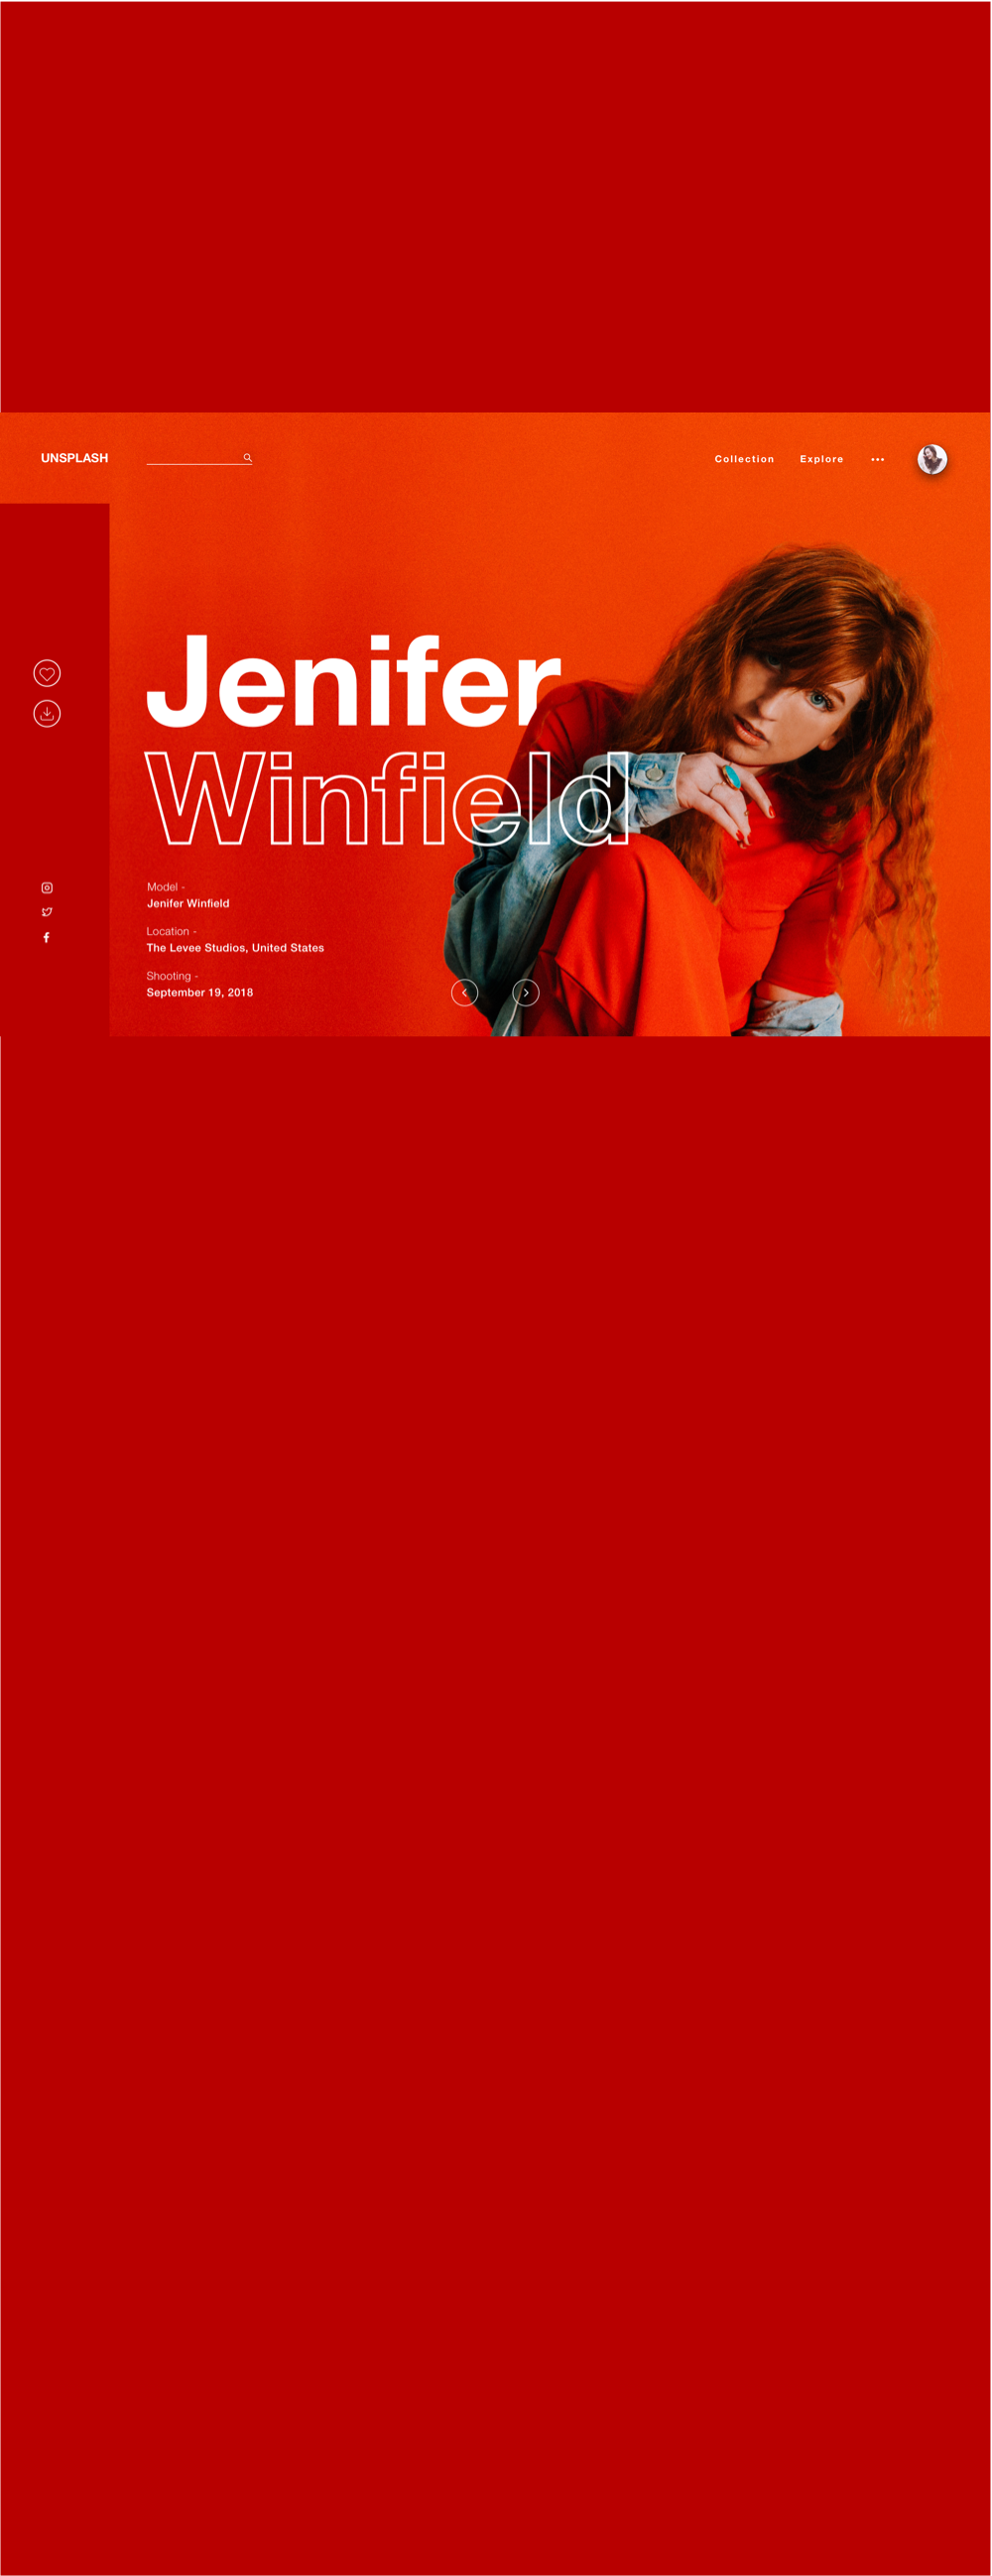 UNSPLASH
Collection
Explore
Jenifer
Winfield
Model -
Jenifer Winfield
Location -
The Levee Studios, United States
Shooting -
September 19, 2018